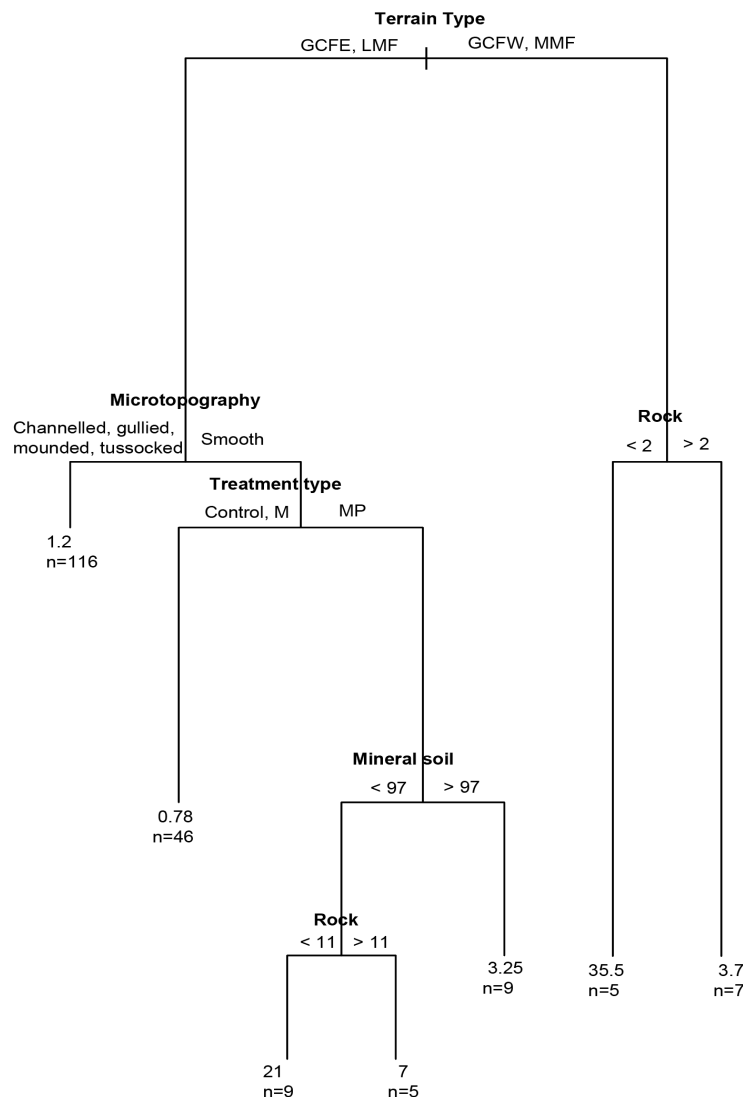 Terrain Type
GCFE, LMF
GCFW, MMF
Microtopography
Channelled, gullied,
mounded, tussocked
Smooth
Rock
< 2
> 2
Treatment type
Control, M
MP
1.2
n=116
Mineral soil
< 97
> 97
0.78
n=46
Rock
< 11
> 11
3.25
n=9
35.5
n=5
3.7
n=7
21
n=9
7
n=5